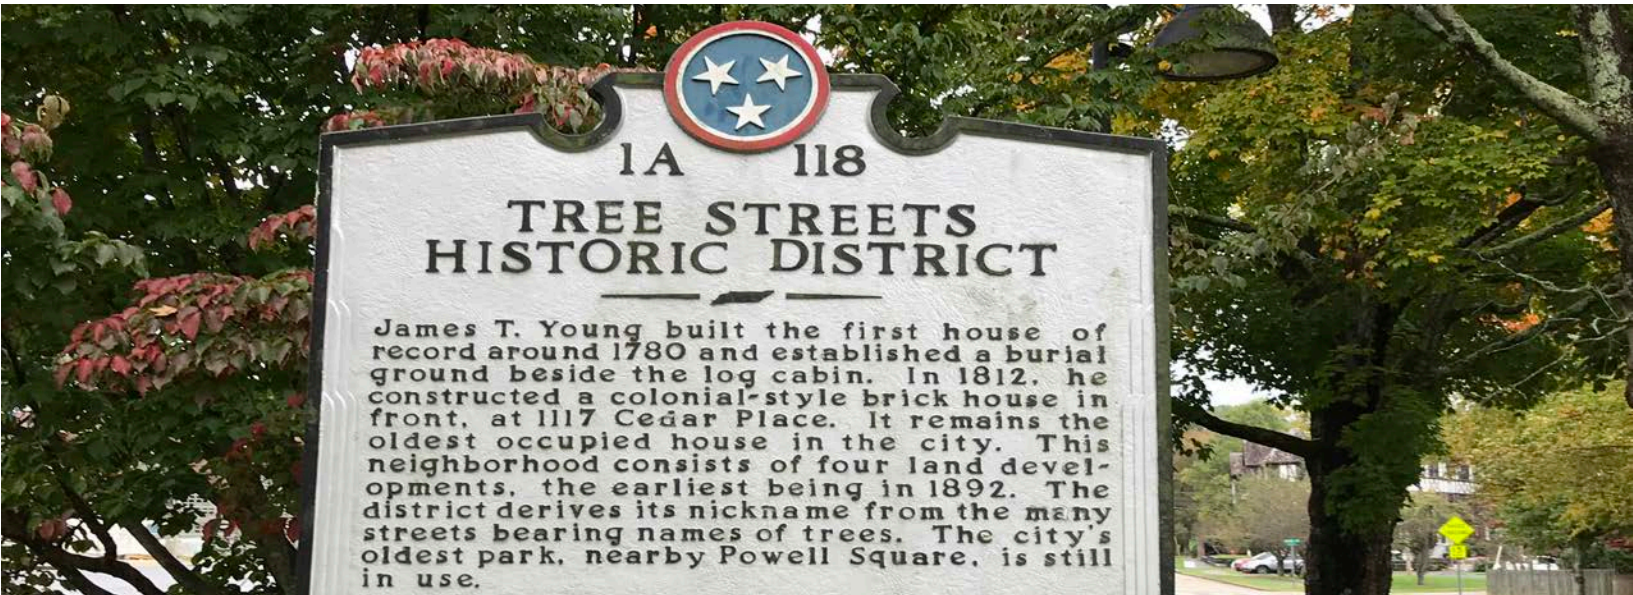 1A 118
TREE STREETS
HISTORIC DISTRICT
James T. Young built the first house of
record around 1780 and established a burial
ground beside the log cabin. In 1812, he
constructed a colonial-style brick house in
front, at 1117 Cedar Place. It remains the
oldest occupied house in the city. This
neighborhood consists of four land devel-
opments, the earliest being in 1892. The
district derives its nickname from the many
streets bearing names of trees. The city's
oldest park, nearby Powell Square, is still
in use.